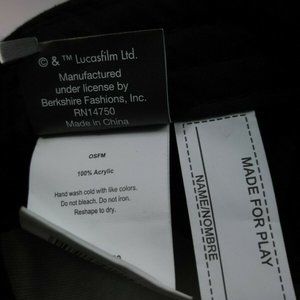 © & ™ Lucasfilm Ltd.
Manufactured
under license by
Berkshire Fashions, Inc.
RN14750
Made in China
OSFM
100% Acrylic
Hand wash cold with like colors.
Do not bleach. Do not iron.
Reshape to dry.
MADE FOR PLAY
NAME/NOMBRE